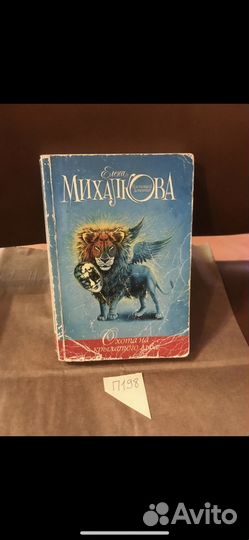 Елена
МИХАЛКОВА
Охота на
крылатого льва
П198
Avito